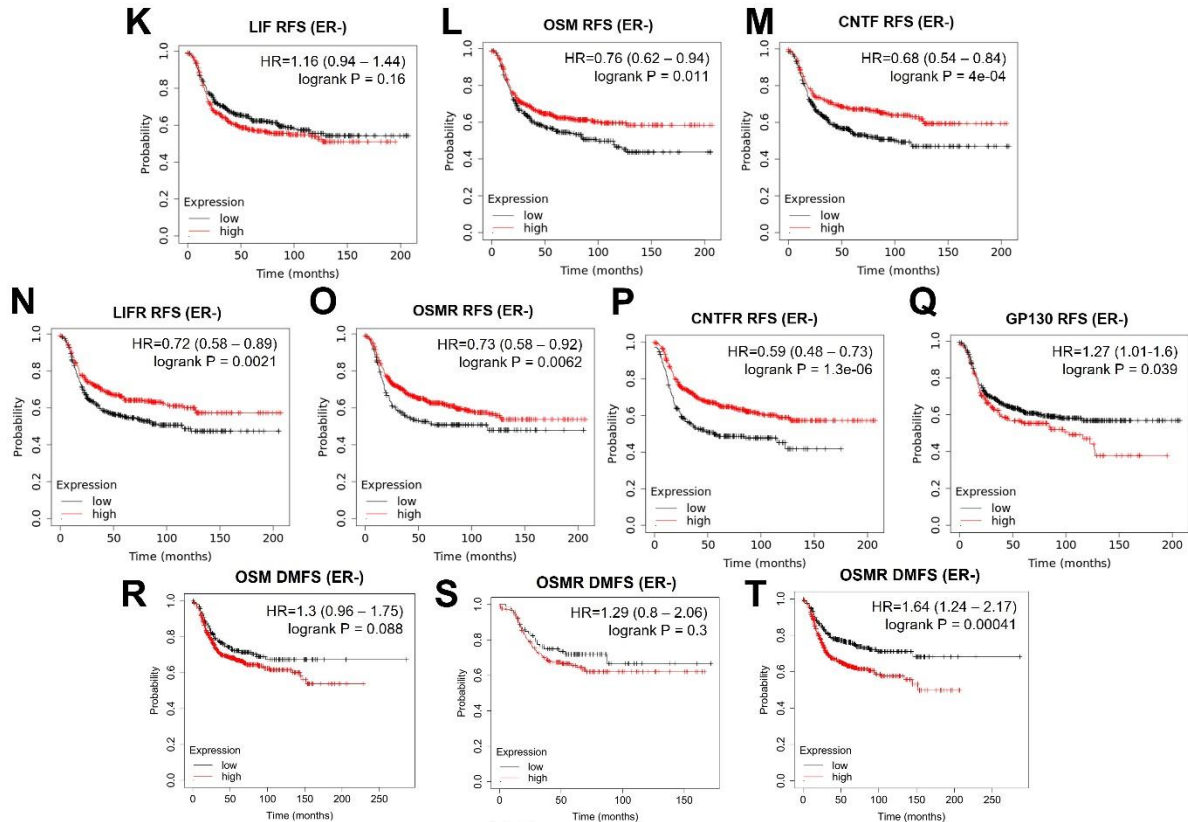 K
LIF RFS (ER-)
HR=1.16 (0.94 – 1.44)
logrank P = 0.16
Probability
1.0
0.8
0.6
0.4
0.2
0.0
Expression
low
high
0 50 100 150 200
Time (months)
L
OSM RFS (ER-)
HR=0.76 (0.62 – 0.94)
logrank P = 0.011
Probability
1.0
0.8
0.6
0.4
0.2
0.0
Expression
low
high
0 50 100 150 200
Time (months)
M
CNTF RFS (ER-)
HR=0.68 (0.54 – 0.84)
logrank P = 4e-04
Probability
1.0
0.8
0.6
0.4
0.2
0.0
Expression
low
high
0 50 100 150 200
Time (months)
N
LIFR RFS (ER-)
HR=0.72 (0.58 – 0.89)
logrank P = 0.0021
Probability
1.0
0.8
0.6
0.4
0.2
0.0
Expression
low
high
0 50 100 150 200
Time (months)
O
OSMR RFS (ER-)
HR=0.73 (0.58 – 0.92)
logrank P = 0.0062
Probability
1.0
0.8
0.6
0.4
0.2
0.0
Expression
low
high
0 50 100 150 200
Time (months)
P
CNTFR RFS (ER-)
HR=0.59 (0.48 – 0.73)
logrank P = 1.3e-06
Probability
1.0
0.8
0.6
0.4
0.2
0.0
Expression
low
high
0 50 100 150 200
Time (months)
Q
GP130 RFS (ER-)
HR=1.27 (1.01-1.6)
logrank P = 0.039
Probability
1.0
0.8
0.6
0.4
0.2
0.0
Expression
low
high
0 50 100 150 200
Time (months)
R
OSM DMFS (ER-)
HR=1.3 (0.96 – 1.75)
logrank P = 0.088
Probability
1.0
0.8
0.6
0.4
0.2
0.0
Expression
low
high
0 50 100 150 200 250
Time (months)
S
OSMR DMFS (ER-)
HR=1.29 (0.8 – 2.06)
logrank P = 0.3
Probability
1.0
0.8
0.6
0.4
0.2
0.0
Expression
low
high
0 50 100 150
Time (months)
T
OSMR DMFS (ER-)
HR=1.64 (1.24 – 2.17)
logrank P = 0.00041
Probability
1.0
0.8
0.6
0.4
0.2
0.0
Expression
low
high
0 50 100 150 200 250
Time (months)